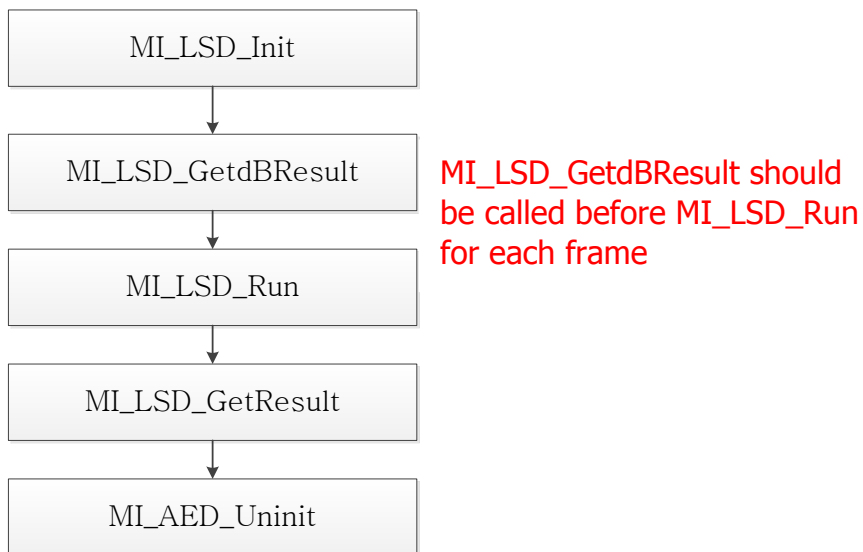 MI_LSD_Init
MI_LSD_GetdBResult
MI_LSD_GetdBResult should
be called before MI_LSD_Run
for each frame
MI_LSD_Run
MI_LSD_GetResult
MI_AED_Uninit